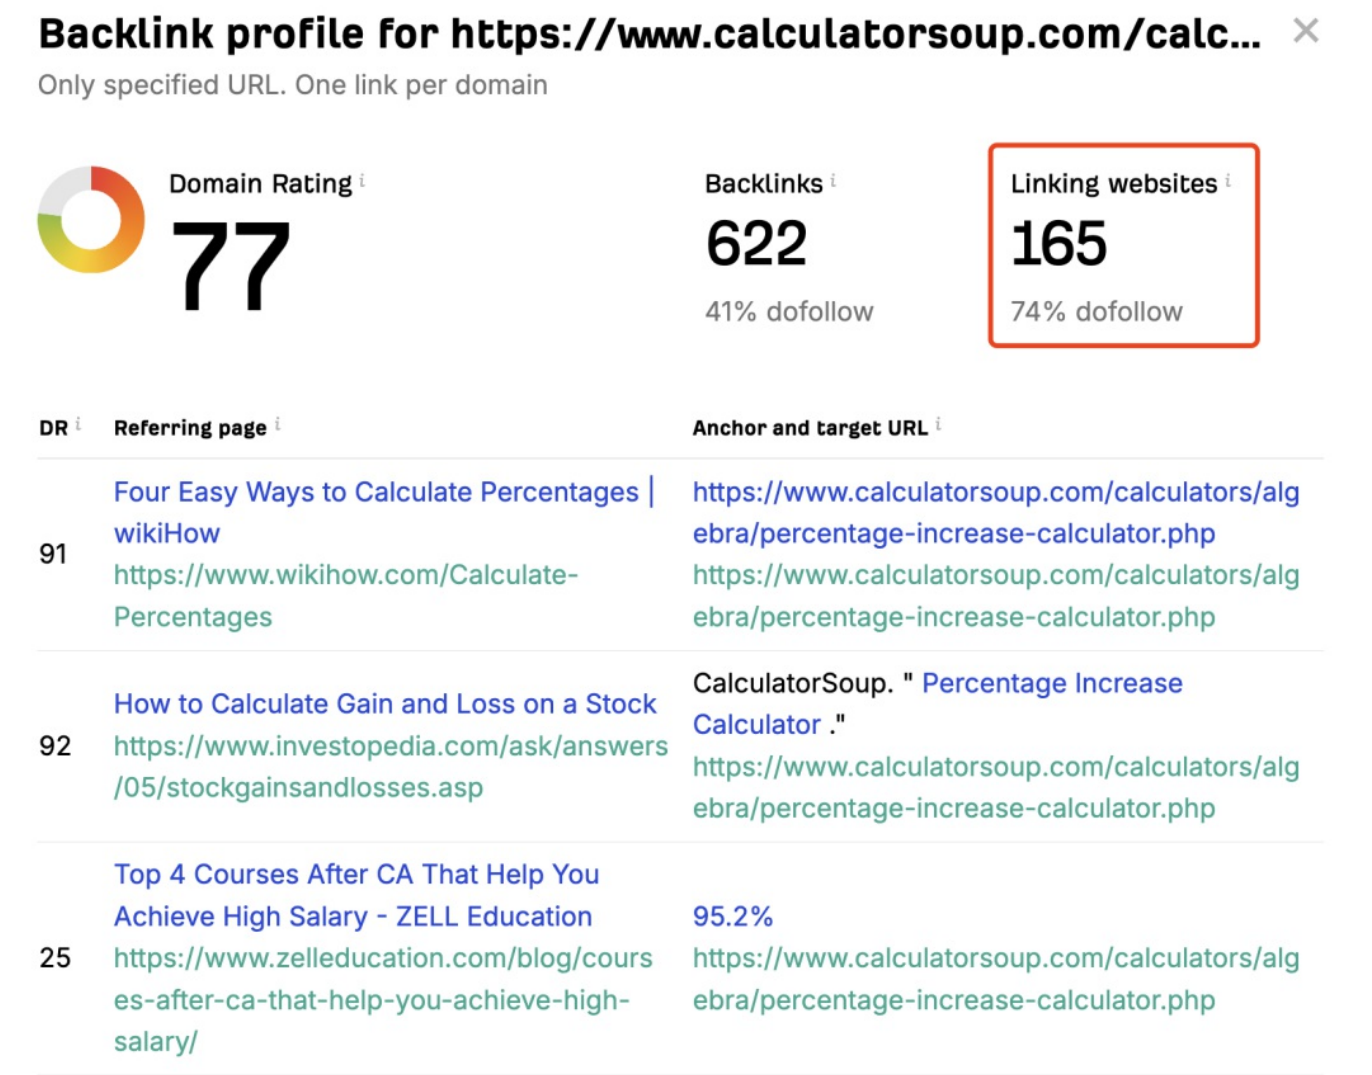 Backlink profile for https://www.calculatorsoup.com/calc...
Only specified URL. One link per domain
Domain Rating i
77
Backlinks i
622
41% dofollow
Linking websites i
165
74% dofollow
DR i
Referring page i
Anchor and target URL i
91
Four Easy Ways to Calculate Percentages |
wikiHow
https://www.wikihow.com/Calculate-
Percentages
https://www.calculatorsoup.com/calculators/alg
ebra/percentage-increase-calculator.php
https://www.calculatorsoup.com/calculators/alg
ebra/percentage-increase-calculator.php
92
How to Calculate Gain and Loss on a Stock
https://www.investopedia.com/ask/answers
/05/stockgainsandlosses.asp
CalculatorSoup. " Percentage Increase
Calculator ."
https://www.calculatorsoup.com/calculators/alg
ebra/percentage-increase-calculator.php
25
Top 4 Courses After CA That Help You
Achieve High Salary - ZELL Education
https://www.zelleducation.com/blog/cours
es-after-ca-that-help-you-achieve-high-
salary/
95.2%
https://www.calculatorsoup.com/calculators/alg
ebra/percentage-increase-calculator.php